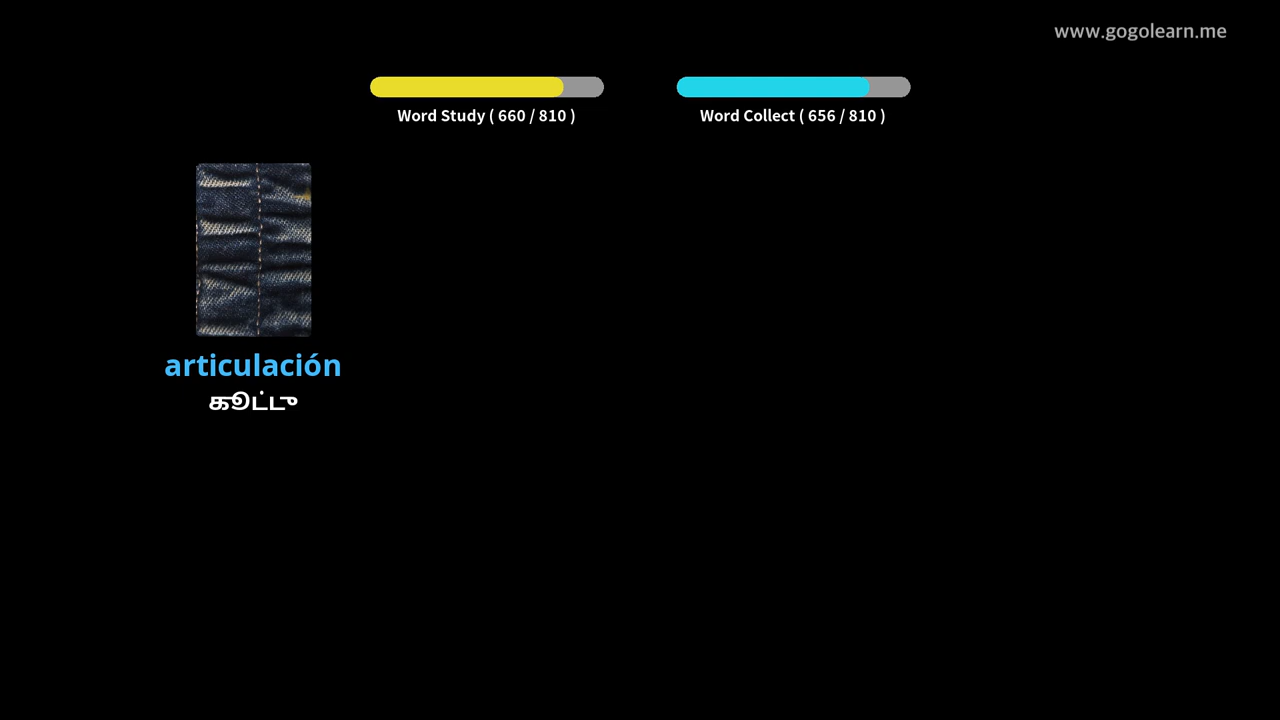 www.gogolearn.me
Word Study ( 660 / 810 )
Word Collect ( 656 / 810 )
articulación
கூட்டு